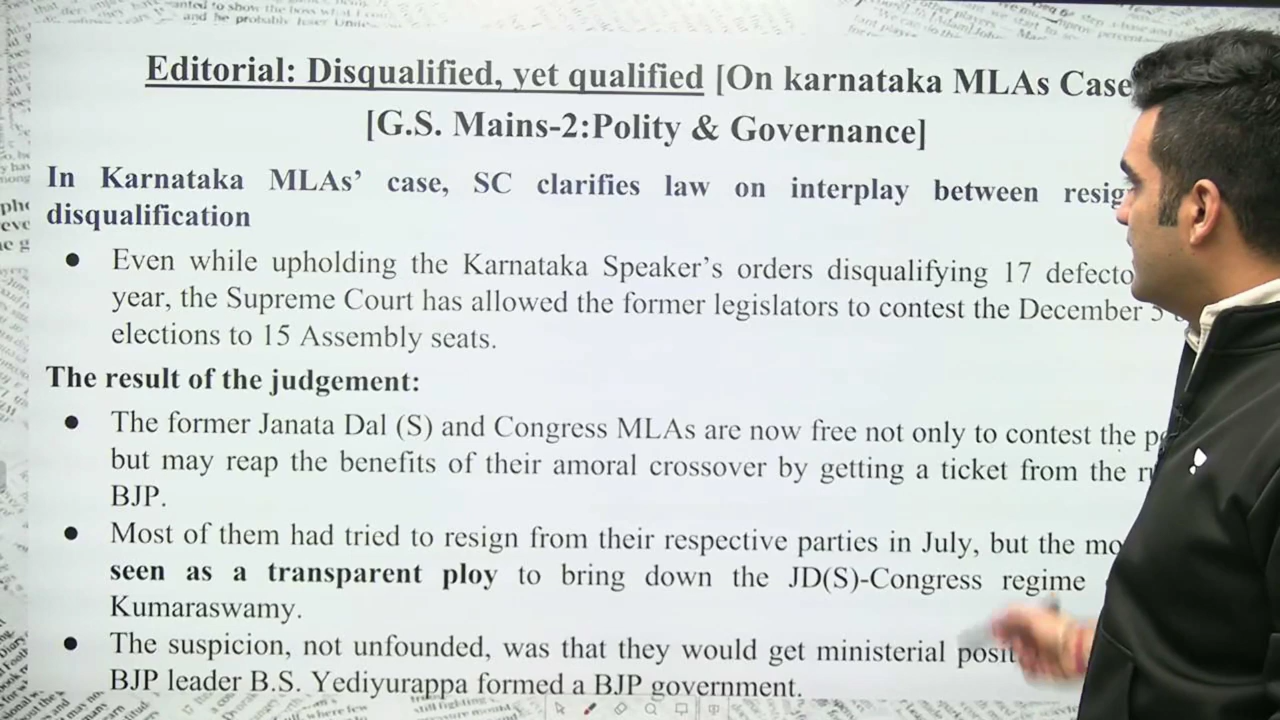 Editorial: Disqualified, yet qualified [On karnataka MLAs Case
[G.S. Mains-2:Polity & Governance]
In Karnataka MLAs’ case, SC clarifies law on interplay between
disqualification
● Even while upholding the Karnataka Speaker’s orders disqualifying 17
year, the Supreme Court has allowed the former legislators to contest the December 5
elections to 15 Assembly seats.
The result of the judgement:
● The former Janata Dal (S) and Congress MLAs are now free not only to contest the
but may reap the benefits of their amoral crossover by getting a ticket from the
BJP.
● Most of them had tried to resign from their respective parties in July, but the
seen as a transparent ploy to bring down the JD(S)-Congress regime
Kumaraswamy.
● The suspicion, not unfounded, was that they would get ministerial
BJP leader B.S. Yediyurappa formed a BJP government.